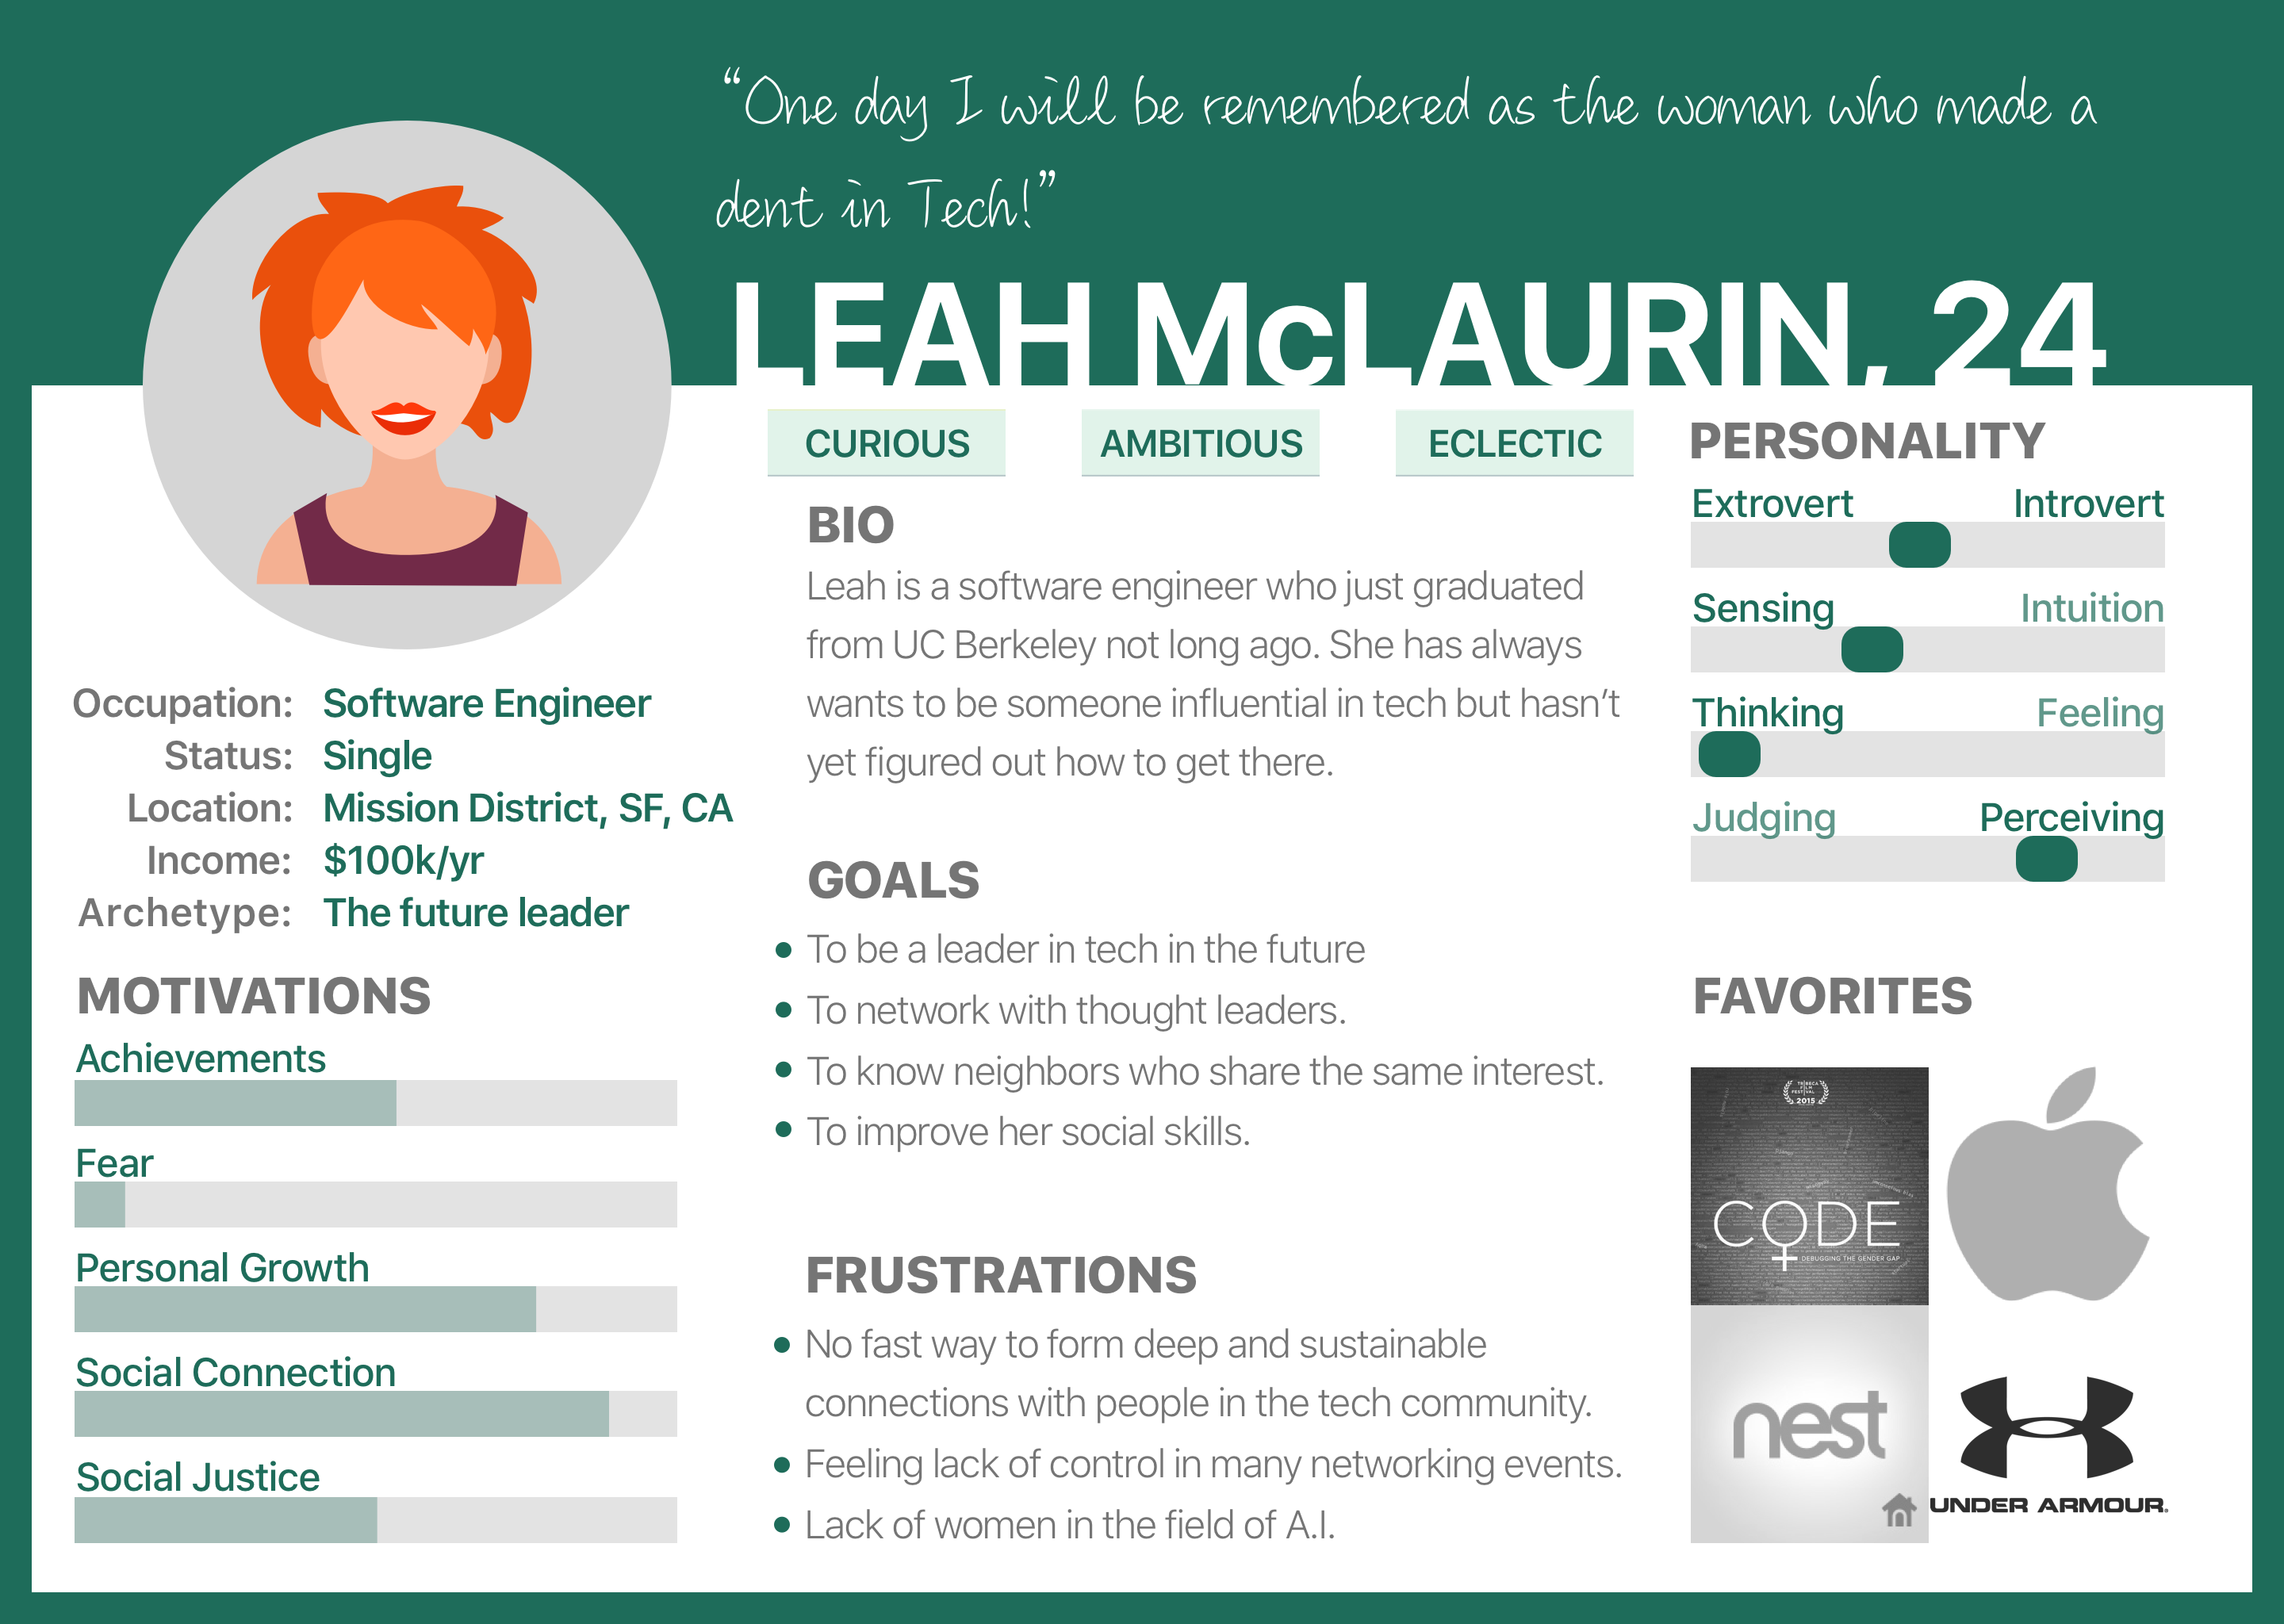 “One day I will be remembered as the woman who made a
dent in Tech!”
LEAH McLAURIN, 24
CURIOUS
AMBITIOUS
ECLECTIC
Occupation: Software Engineer
Status: Single
Location: Mission District, SF, CA
Income: $100k/yr
Archetype: The future leader
MOTIVATIONS
Achievements
Fear
Personal Growth
Social Connection
Social Justice
BIO
Leah is a software engineer who just graduated
from UC Berkeley not long ago. She has always
wants to be someone influential in tech but hasn’t
yet figured out how to get there.
GOALS
• To be a leader in tech in the future
• To network with thought leaders.
• To know neighbors who share the same interest.
• To improve her social skills.
FRUSTRATIONS
• No fast way to form deep and sustainable
connections with people in the tech community.
• Feeling lack of control in many networking events.
• Lack of women in the field of A.I.
PERSONALITY
Extrovert Introvert
Sensing Intuition
Thinking Feeling
Judging Perceiving
FAVORITES
TRIBECA
FILM
FESTIVAL
2015
CODE
DEBUGGING THE GENDER GAP
nest
UNDER ARMOUR.